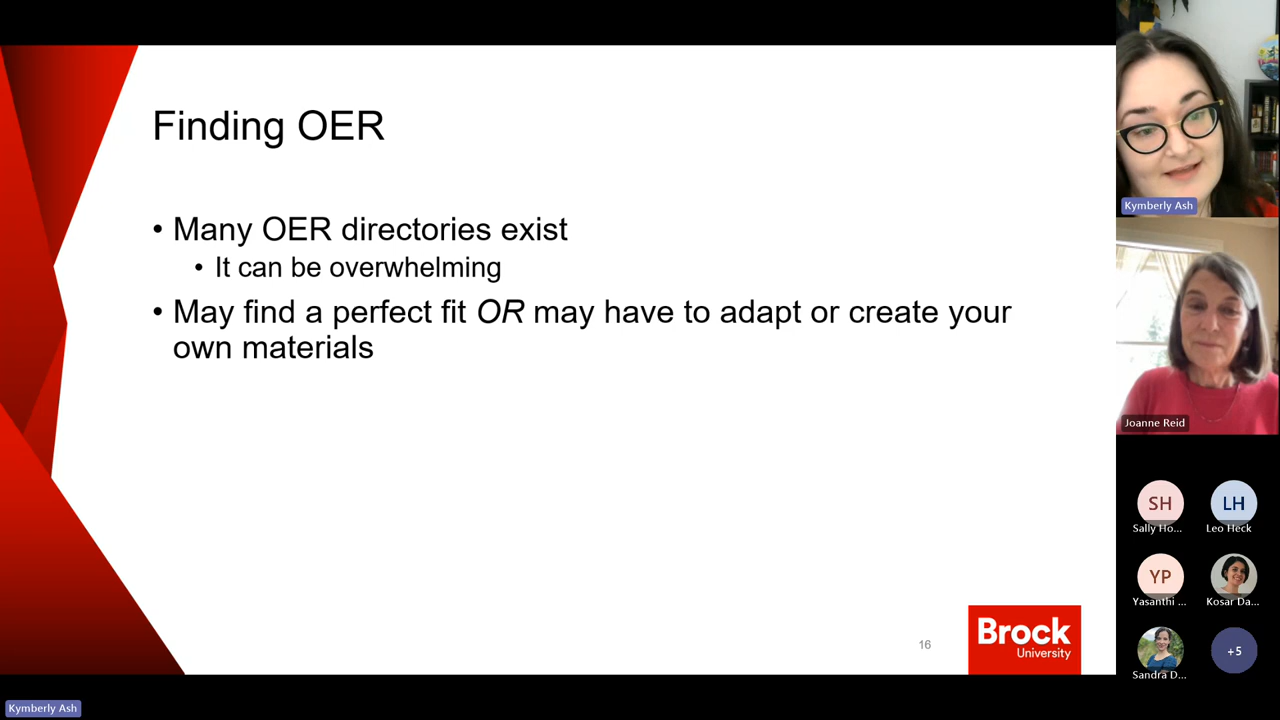 Finding OER
• Many OER directories exist
• It can be overwhelming
• May find a perfect fit OR may have to adapt or create your
own materials
16
Brock
University
Kymberly Ash
Joanne Reid
SH
LH
Sally Ho...
Leo Heck
YP
Yasanthi ...
Kosar Da...
Sandra D...
+5
Kymberly Ash